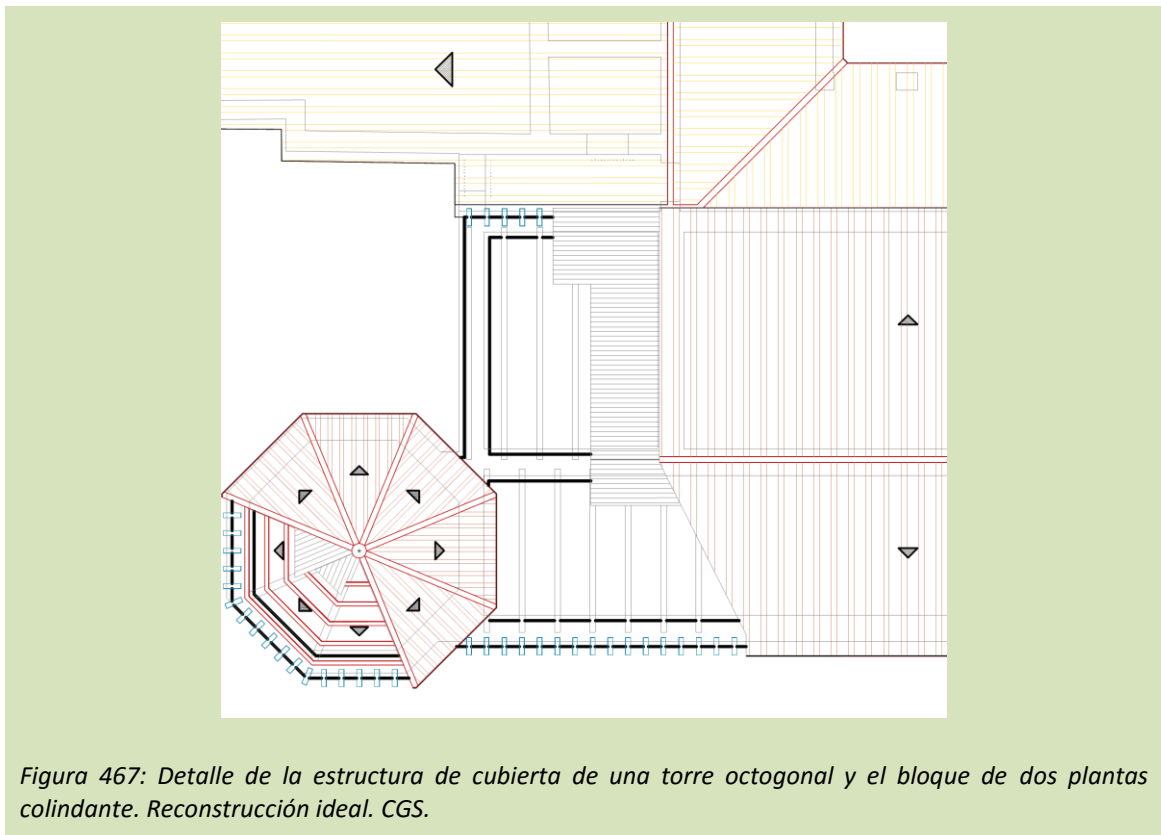 Figura 467: Detalle de la estructura de cubierta de una torre octogonal y el bloque de dos plantas
colindante. Reconstrucción ideal. CGS.